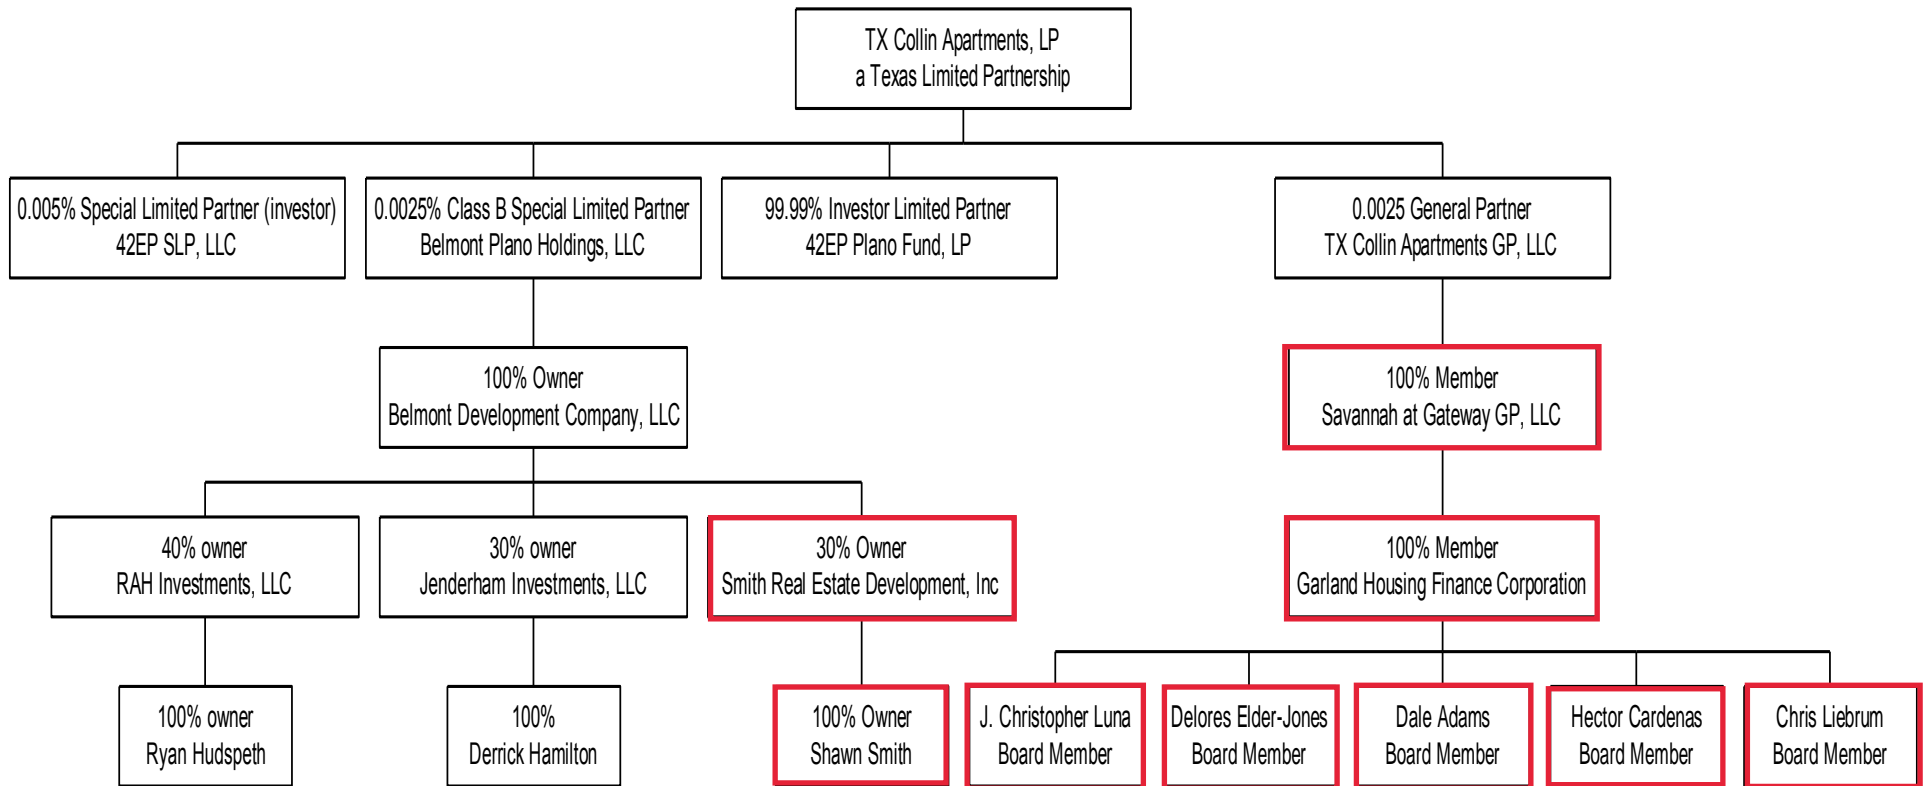 TX Collin Apartments, LP
a Texas Limited Partnership
0.005% Special Limited Partner (investor)
42EP SLP, LLC
0.0025% Class B Special Limited Partner
Belmont Plano Holdings, LLC
99.99% Investor Limited Partner
42EP Plano Fund, LP
0.0025 General Partner
TX Collin Apartments GP, LLC
100% Owner
Belmont Development Company, LLC
100% Member
Savannah at Gateway GP, LLC
40% owner
RAH Investments, LLC
30% owner
Jenderham Investments, LLC
30% Owner
Smith Real Estate Development, Inc
100% Member
Garland Housing Finance Corporation
100% owner
Ryan Hudspeth
100%
Derrick Hamilton
100% Owner
Shawn Smith
J. Christopher Luna
Board Member
Delores Elder-Jones
Board Member
Dale Adams
Board Member
Hector Cardenas
Board Member
Chris Liebrum
Board Member